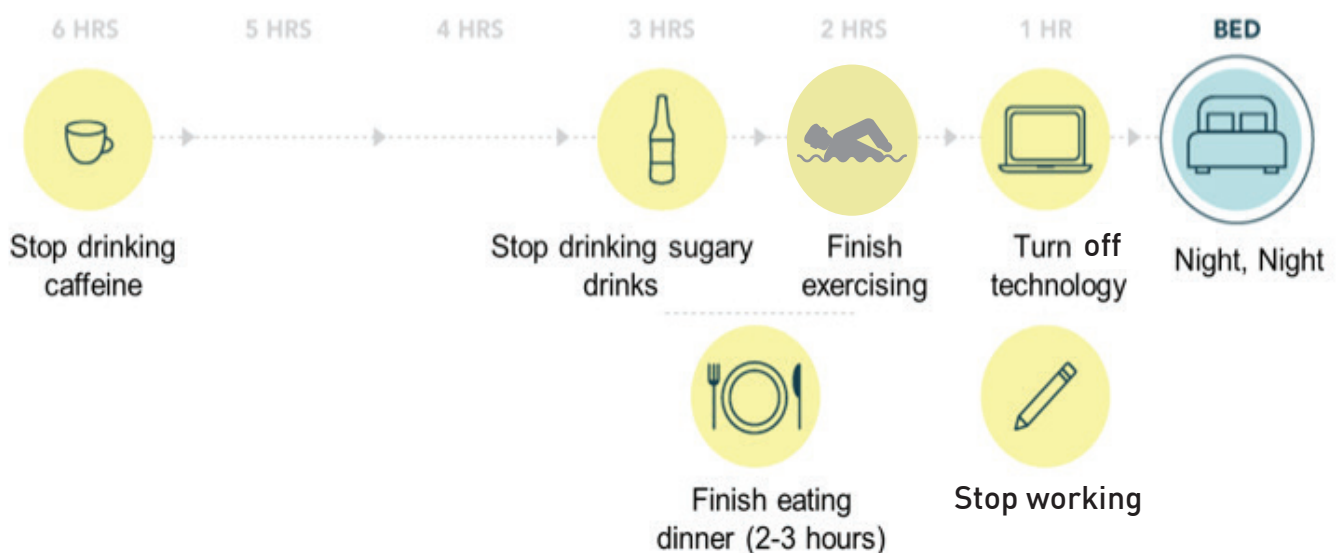 6 HRS
5 HRS
4 HRS
3 HRS
2 HRS
1 HR
BED
Stop drinking
caffeine
Stop drinking sugary
drinks
Finish
exercising
Turn off
technology
Night, Night
Finish eating
dinner (2-3 hours)
Stop working